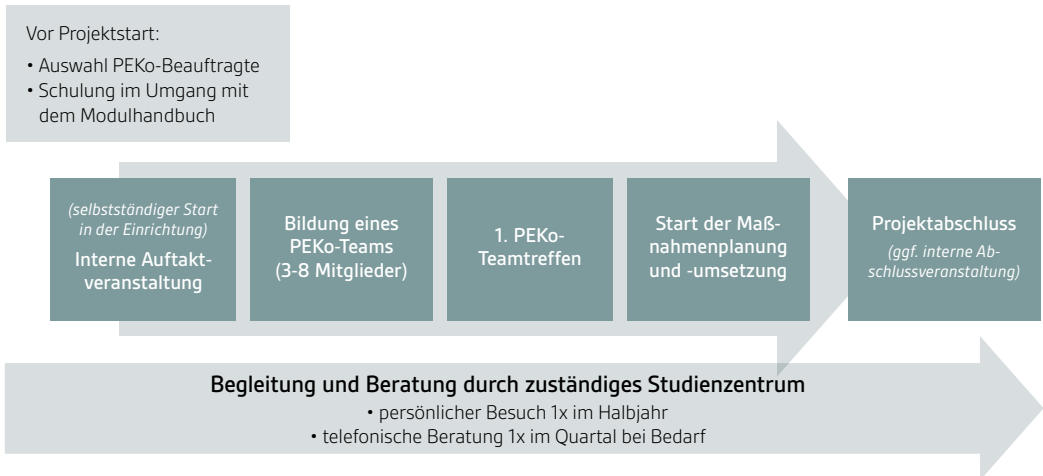 Vor Projektstart:
• Auswahl PEKo-Beauftragte
• Schulung im Umgang mit
dem Modulhandbuch
(selbstständiger Start
in der Einrichtung)
Interne Auftakt-
veranstaltung
Bildung eines
PEKo-Teams
(3-8 Mitglieder)
1. PEKo-
Teamtreffen
Start der Maß-
nahmenplanung
und -umsetzung
Projektabschluss
(ggf. interne Ab-
schlussveranstaltung)
Begleitung und Beratung durch zuständiges Studienzentrum
• persönlicher Besuch 1x im Halbjahr
• telefonische Beratung 1x im Quartal bei Bedarf